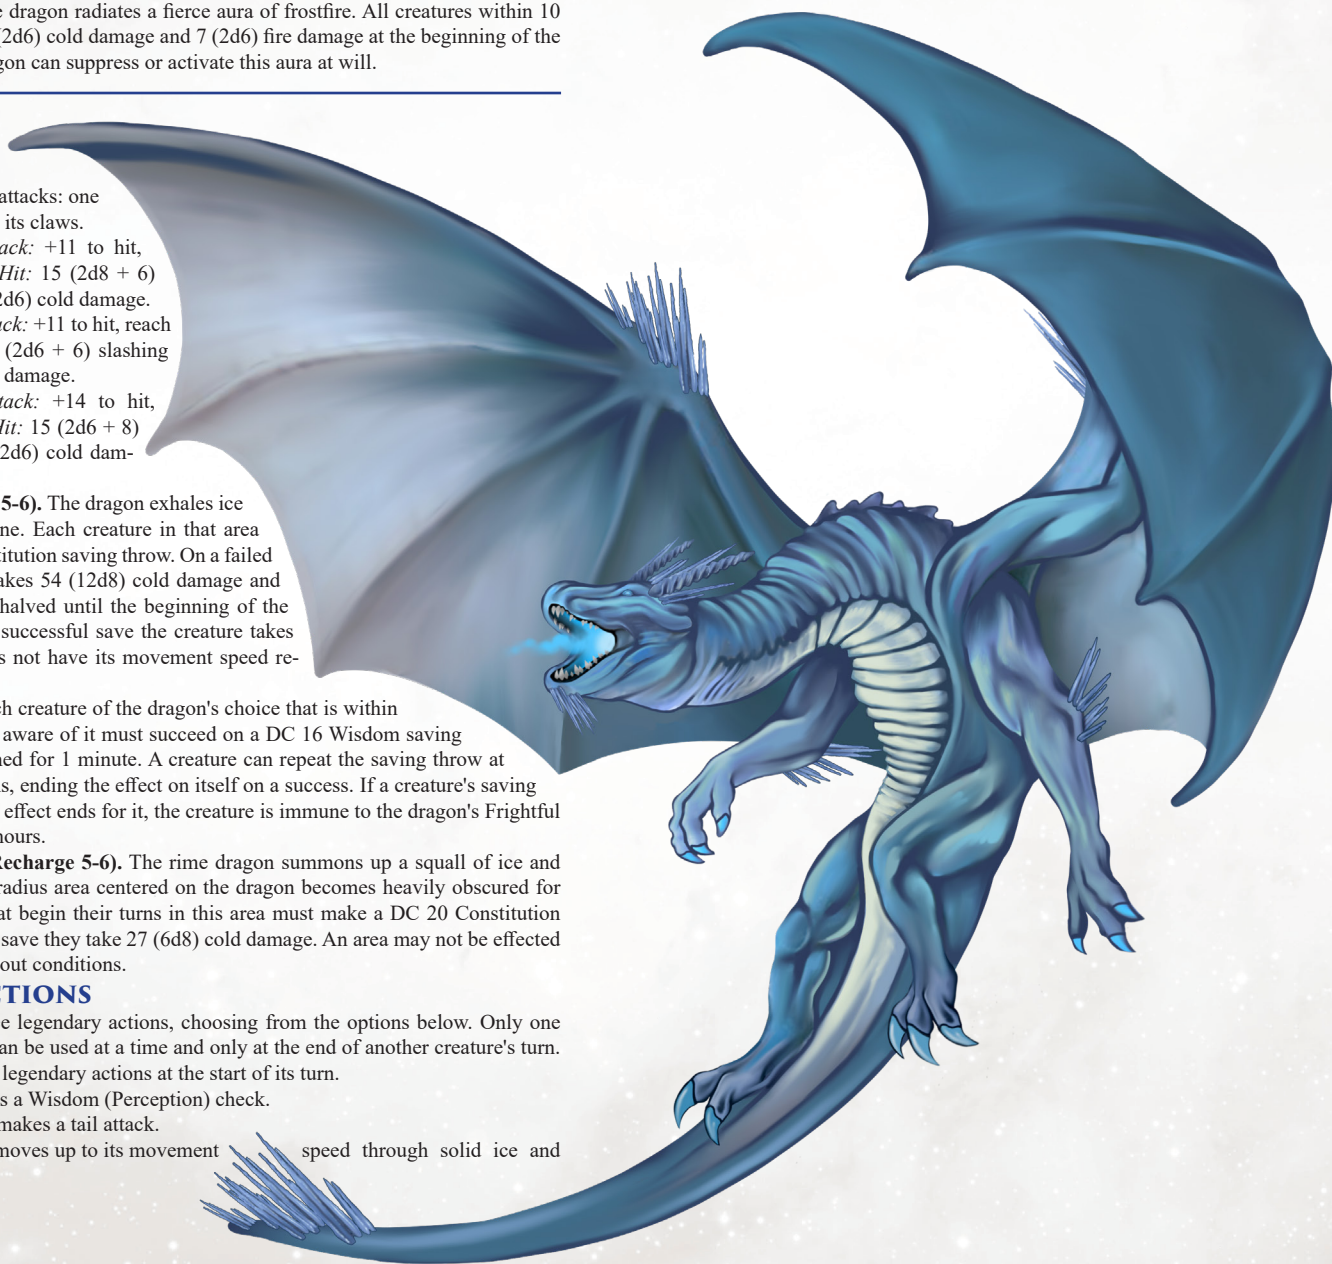 dragon radiates a fierce aura of frostfire. All creatures within 10
2d6) cold damage and 7 (2d6) fire damage at the beginning of the
gon can suppress or activate this aura at will.
attacks: one
its claws.
ack: +11 to hit,
Hit: 15 (2d8 + 6)
2d6) cold damage.
ack: +11 to hit, reach
(2d6 + 6) slashing
damage.
tack: +14 to hit,
Hit: 15 (2d6 + 8)
2d6) cold dam-
5-6). The dragon exhales ice
ne. Each creature in that area
titution saving throw. On a failed
akes 54 (12d8) cold damage and
halved until the beginning of the
successful save the creature takes
s not have its movement speed re-
ch creature of the dragon's choice that is within
aware of it must succeed on a DC 16 Wisdom saving
ned for 1 minute. A creature can repeat the saving throw at
s, ending the effect on itself on a success. If a creature's saving
effect ends for it, the creature is immune to the dragon's Frightful
hours.
Recharge 5-6). The rime dragon summons up a squall of ice and
radius area centered on the dragon becomes heavily obscured for
at begin their turns in this area must make a DC 20 Constitution
save they take 27 (6d8) cold damage. An area may not be effected
out conditions.
CTIONS
e legendary actions, choosing from the options below. Only one
an be used at a time and only at the end of another creature's turn.
legendary actions at the start of its turn.
s a Wisdom (Perception) check.
makes a tail attack.
moves up to its movement speed through solid ice and